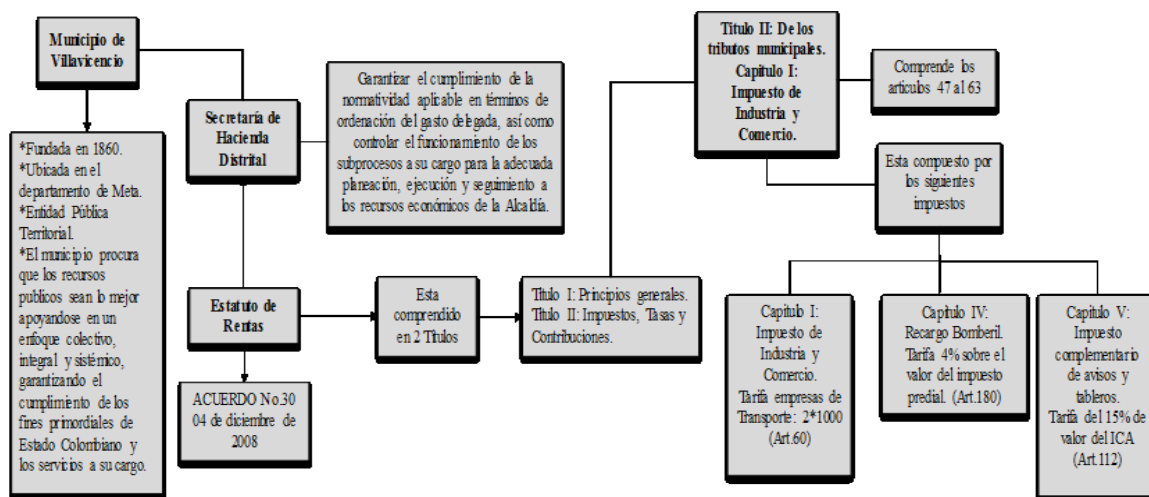 Municipio de
Villavicencio
*Fundada en 1860.
*Ubicada en el
departamento de Meta.
*Entidad Pública
Territorial.
*El municipio procura
que los recursos
publicos sean lo mejor
apoyandose en un
enfoque colectivo,
integral y sistémico,
garantizando el
cumplimiento de los
fines primordiales de
Estado Colombiano y
los servicios a su cargo.
Secretaría de
Hacienda
Distrital
Garantizar el cumplimiento de la
normatividad aplicable en términos de
ordenación del gasto delegada, así como
controlar el funcionamiento de los
subprocesos a su cargo para la adecuada
planeación, ejecución y seguimiento a
los recursos económicos de la Alcaldía.
Estatuto de
Rentas
ACUERDO No.30
04 de diciembre de
2008
Esta
comprendido
en 2 Títulos
Título I: Principios generales.
Título II: Impuestos, Tasas y
Contribuciones.
Titulo II: De los
tributos municipales.
Capitulo I:
Impuesto de
Industria y
Comercio.
Comprende los
articulos 47 al 63
Esta compuesto por
los siguientes
impuestos
Capitulo I:
Impuesto de
Industria y
Comercio.
Tarifa empresas de
Transporte: 2*1000
(Art.60)
Capítulo IV:
Recargo Bomberil.
Tarifa 4% sobre el
valor del impuesto
predial. (Art.180)
Capítulo V:
Impuesto
complementario
de avisos y
tableros.
Tarifa del 15% de
valor del ICA
(Art.112)